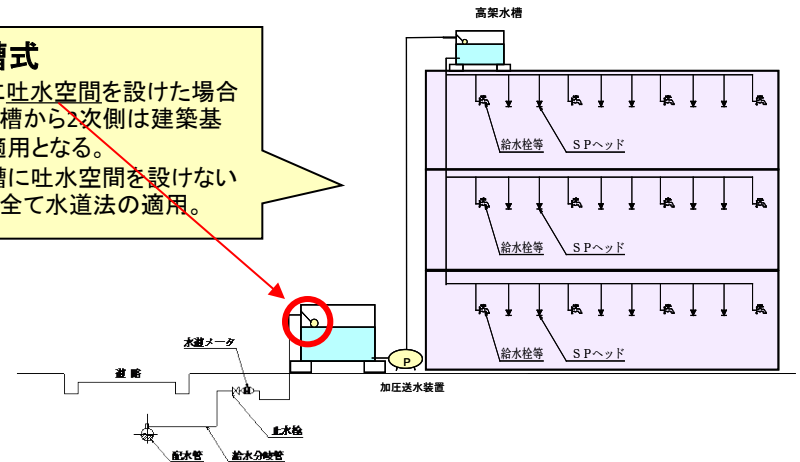 高架水槽
槽式
に吐水空間を設けた場合
槽から2次側は建築基
適用となる。
槽に吐水空間を設けない
全て水道法の適用。
給水栓等
ＳＰヘッド
給水栓等
ＳＰヘッド
給水栓等
ＳＰヘッド
P
加圧送水装置
水道メータ
道 路
止水栓
配水管
給水分岐管